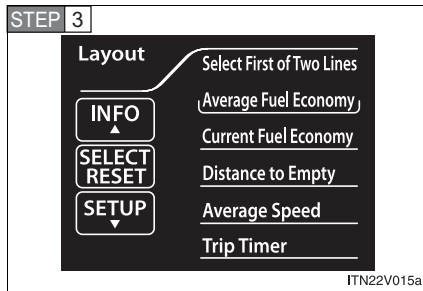 STEP 3
Layout
Select First of Two Lines
INFO
Average Fuel Economy
Current Fuel Economy
SELECT
RESET
Distance to Empty
SETUP
Average Speed
Trip Timer
ITN22V015a